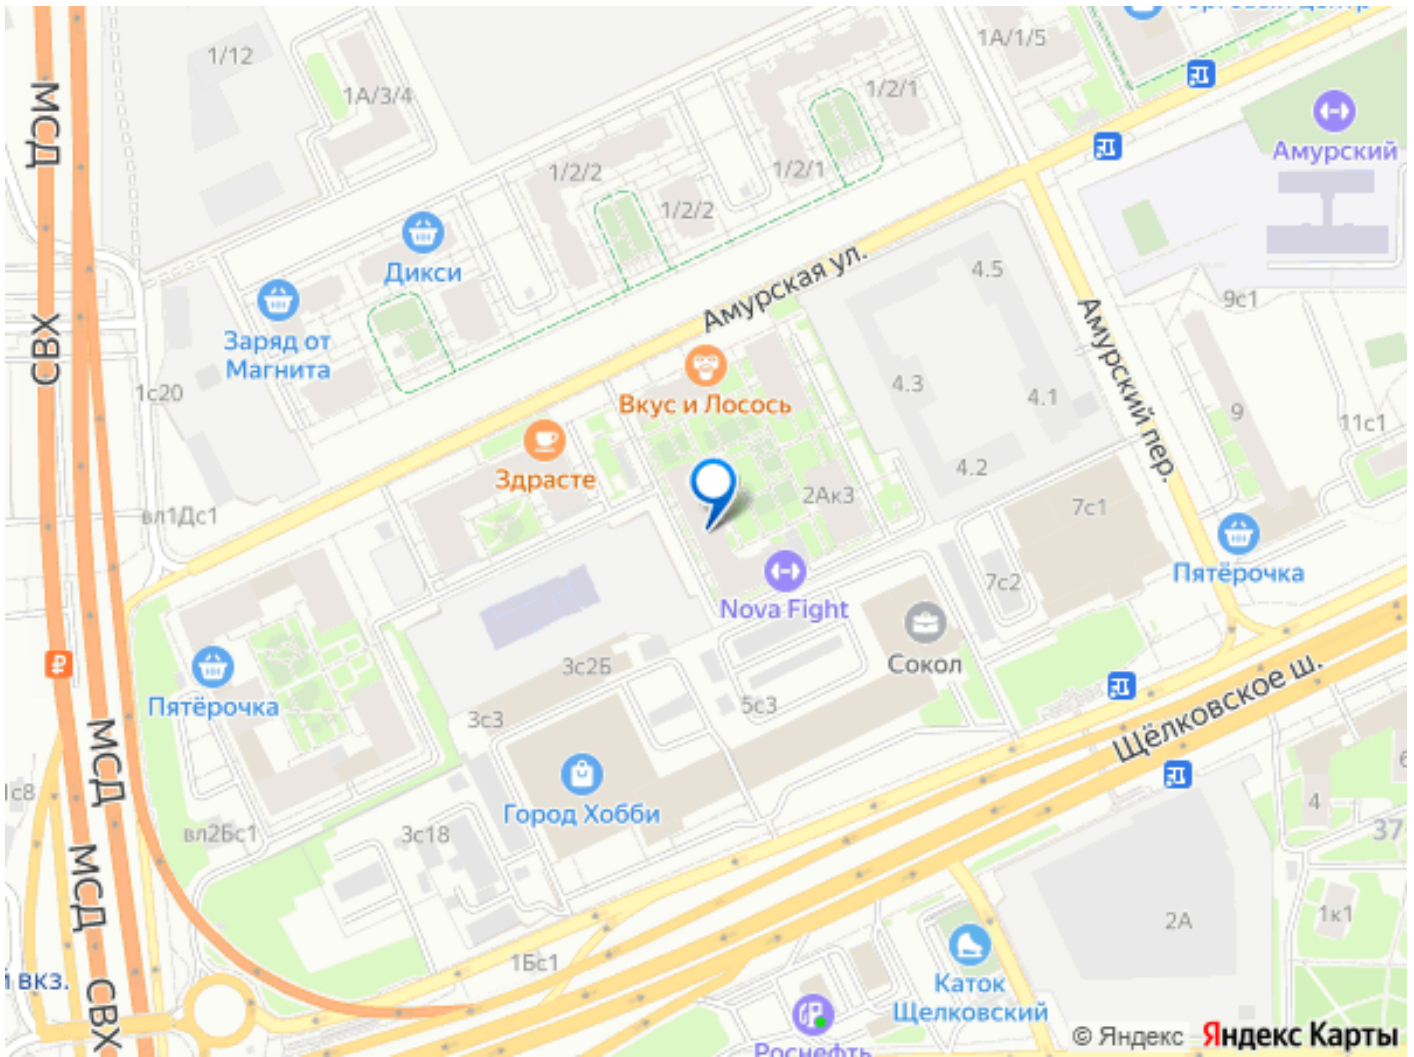 Торговый центр
1А/1/5
1/12
МСД
1А/3/4
1/2/1
Амурский
1/2/2
1/2/1
1/2/2
Дикси
Амурская ул.
4.5
9с1
Заряд от
Магнита
СВХ
Амурский пер.
1с20
Вкус и Лосось
4.3
4.1
9
11с1
Здрасте
4.2
2Ак3
7с1
вл1Дс1
Nova Fight
7с2
Пятёрочка
3с2Б
Сокол
Пятёрочка
3с3
5с3
Щёлковское ш.
МСД
1с8
Город Хобби
4
6
37
вл2Бс1
3с18
МСД
2А
1к1
1Бс1
й вкз.
СВХ
Каток
Щелковский
Роснефть
© Яндекс Яндекс Карты